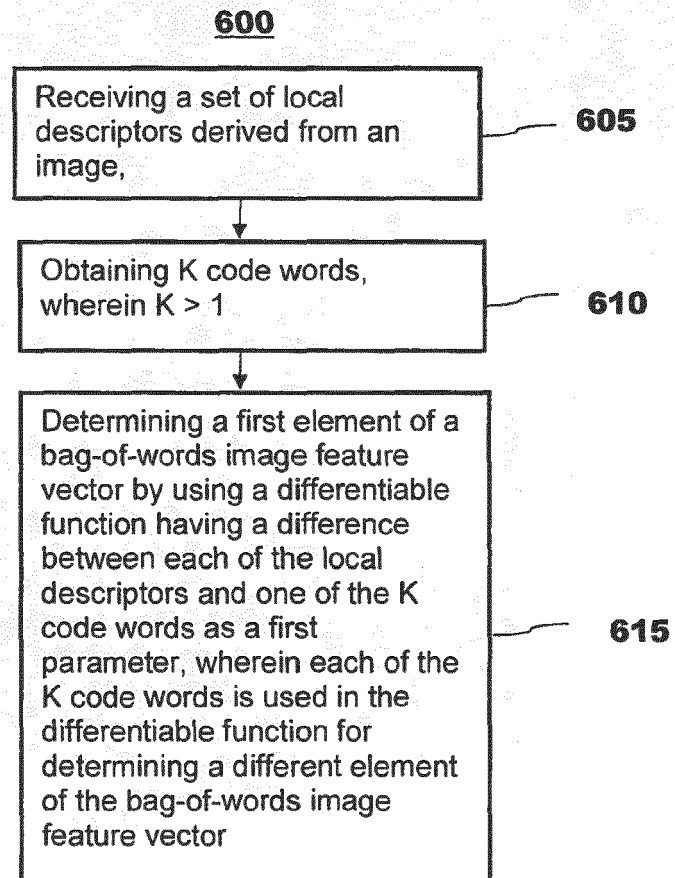 600
Receiving a set of local
descriptors derived from an
image,
605
Obtaining K code words,
wherein K > 1
610
Determining a first element of a
bag-of-words image feature
vector by using a differentiable
function having a difference
between each of the local
descriptors and one of the K
code words as a first
parameter, wherein each of the
K code words is used in the
differentiable function for
determining a different element
of the bag-of-words image
feature vector
615